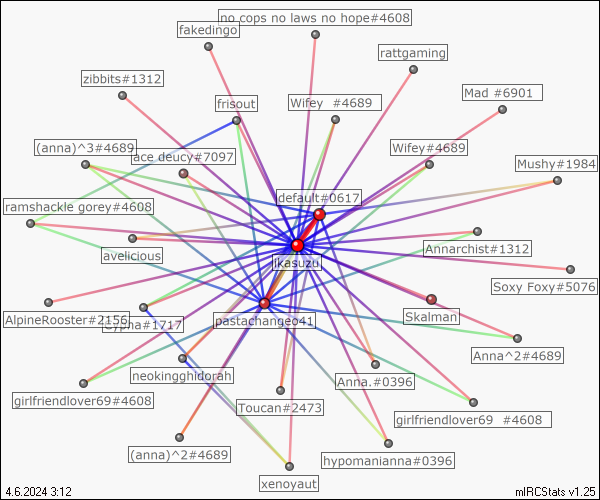 no cops no laws no hope#4608
fakedingo
rattgaming
zibbits#1312
Mad #6901
frisout
Wifey #4689
(anna)^3#4689
ace deucy#7097
Wifey#4689
Mushy#1984
default#0617
ramshackle gorey#4608
Annarchist#1312
avelicious
ikasuzu
Soxy Foxy#5076
AlpineRooster#2156
#1717
pastachangeo41
Skalman
Anna^2#4689
neokingghidorah
Anna.#0396
girlfriendlover69#4608
Toucan#2473
girlfriendlover69 #4608
(anna)^2#4689
hypomanianna#0396
xenoyaut
4.6.2024 3:12
mIRCStats v1.25